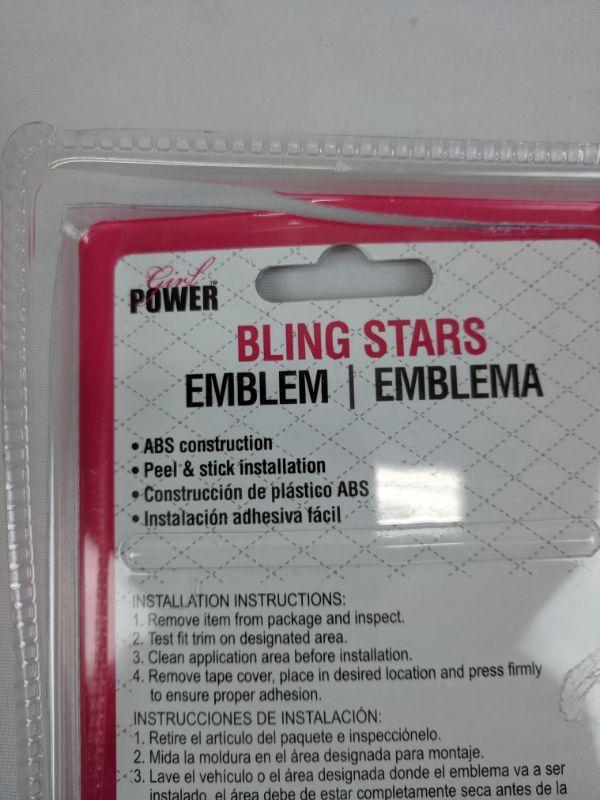 Girl
POWER™
BLING STARS
EMBLEM | EMBLEMA
• ABS construction
• Peel & stick installation
• Construcción de plástico ABS
• Instalación adhesiva fácil
INSTALLATION INSTRUCTIONS:
1. Remove item from package and inspect.
2. Test fit trim on designated area.
3. Clean application area before installation.
4. Remove tape cover, place in desired location and press firmly
to ensure proper adhesion.
INSTRUCCIONES DE INSTALACIÓN:
1. Retire el artículo del paquete e inspecciónelo.
2. Mida la moldura en el área designada para montaje.
3. Lave el vehículo o el área designada donde el emblema va a ser
instalado, el área debe de estar completamente seca antes de la